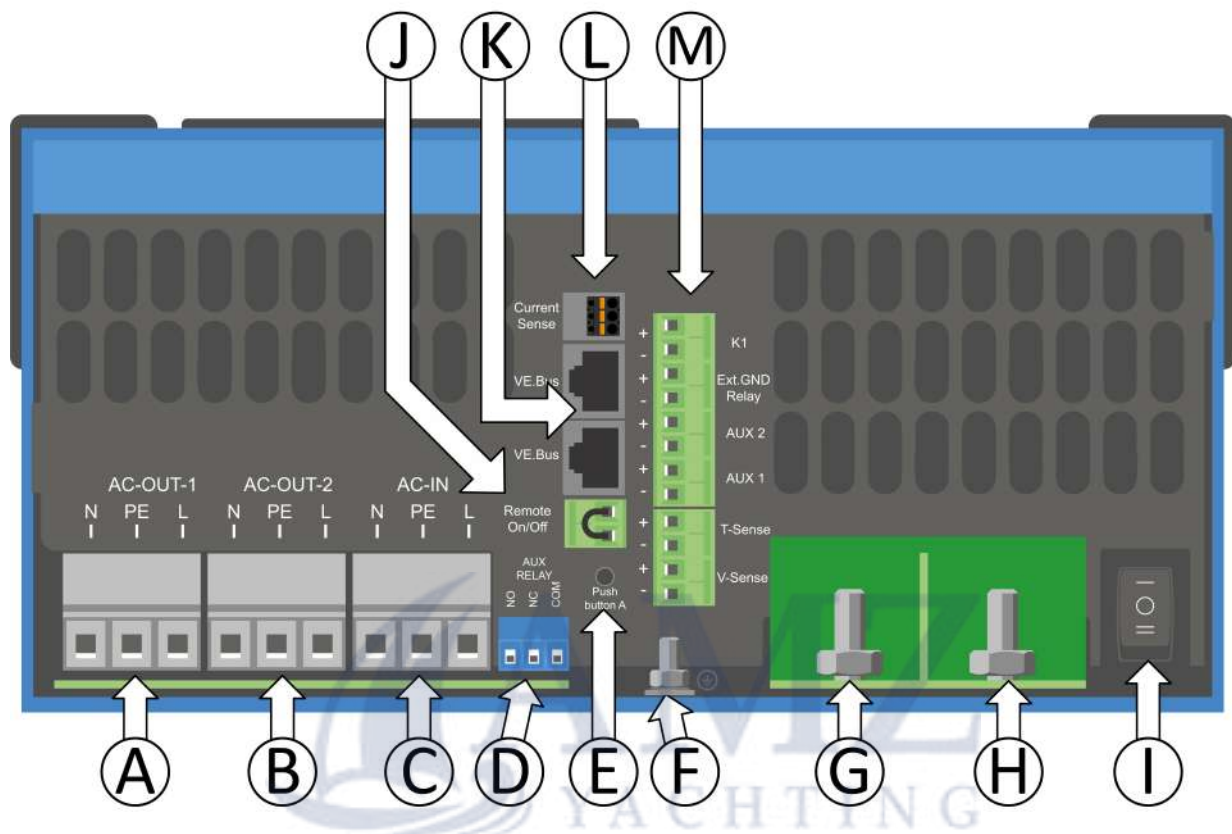 J K L M
Current
Sense
+ K1
-
VE.Bus
+ Ext.GND
- Relay
+ AUX 2
-
VE.Bus
+ AUX 1
-
AC-OUT-1 AC-OUT-2 AC-IN
N PE L N PE L N PE L
Remote
On/Off
+ T-Sense
-
+ V-Sense
-
AUX
RELAY
NO NC COM
Push
button A
I
O
II
AMZ
YACHTING
A B C D E F G H I